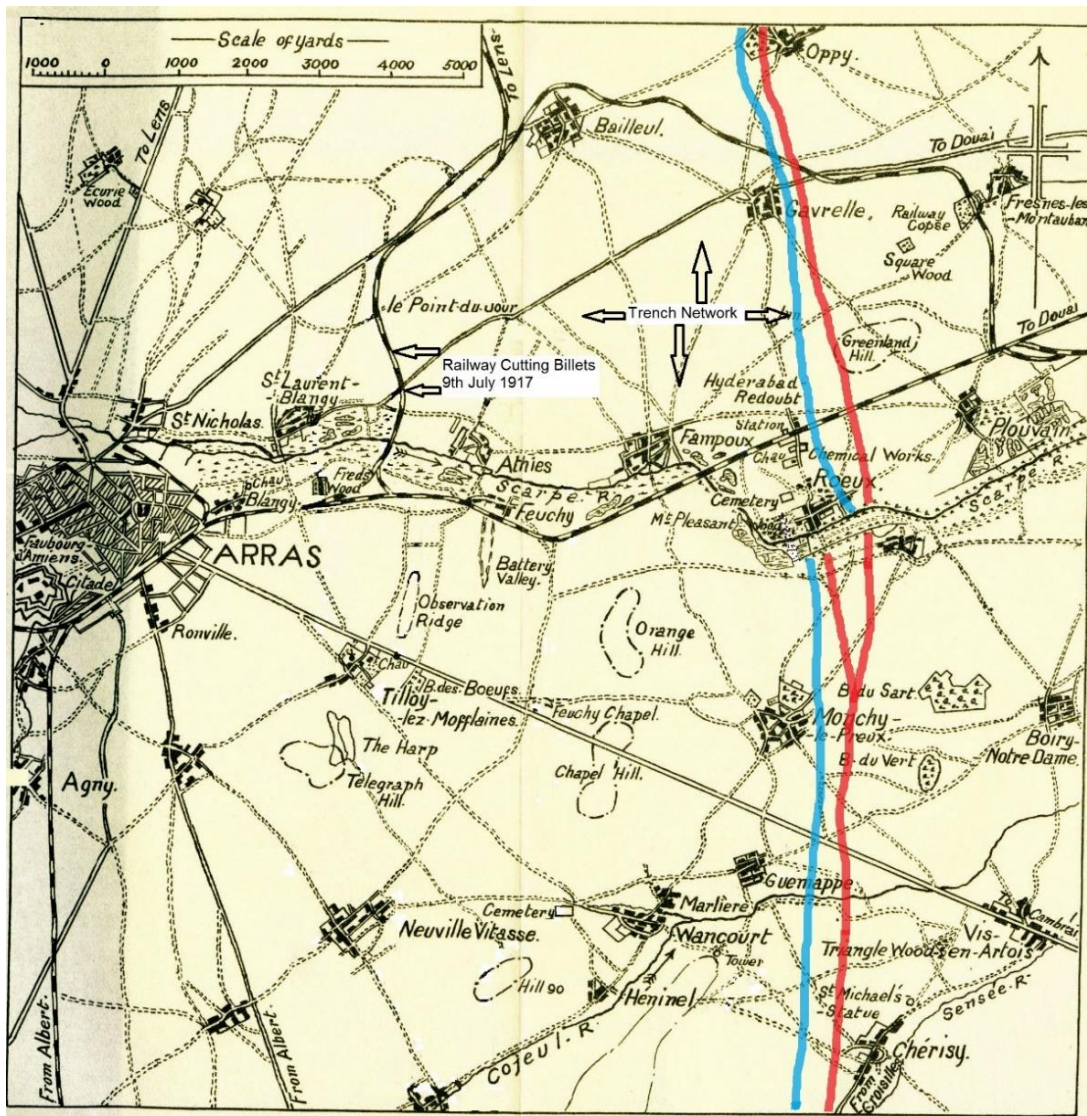 Scale of yards
1000 0 1000 2000 3000 4000 5000
To Lens
To Lens
Oppy.
Bailleul.
To Douai
Ecurie
Wood
Gavrelle.
Railway
Copse
Fresnes-les-
Montauban
Square
Wood
le Point-du-Jour
Trench Network
To Douai
Greenland
Hill.
Railway Cutting Billets
9th July 1917
St Laurent-
Blangy
Hyderabad
Redoubt
St Nicholas.
Station
Plouvain
Fampoux
Chau
Chemical Works.
Athies
Roeux
Chau
Blangy
Freds
Wood
Scarpe R.
Cemetery
Scarpe R.
Feuchy
Mt Pleasant
Wood
Faubourg-
d'Amiens.
ARRAS
Citade
Battery
Valley.
Observation
Ridge
Ronville.
Orange
Hill.
Chau
B. des Boeufs.
B. du Sart
Tilloy-
lez-Mofflaines.
Feuchy Chapel.
Monchy-
le-Preux
Boiry-
Notre Dame.
The Harp
B. du Vert
Chapel Hill.
Telegraph
Hill.
Agny.
Guemappe
Cemetery
Marliere
To Cambrai
Neuville Vitasse.
Wancourt
Vis-
-en-Artois
Triangle Wood
Tower
Hill 90
St Michael's
-Statue
Heninel
Sensée-R.
Cojeul-R.
Chérisy.
From Albert.
From Albert.
From
Croisilles